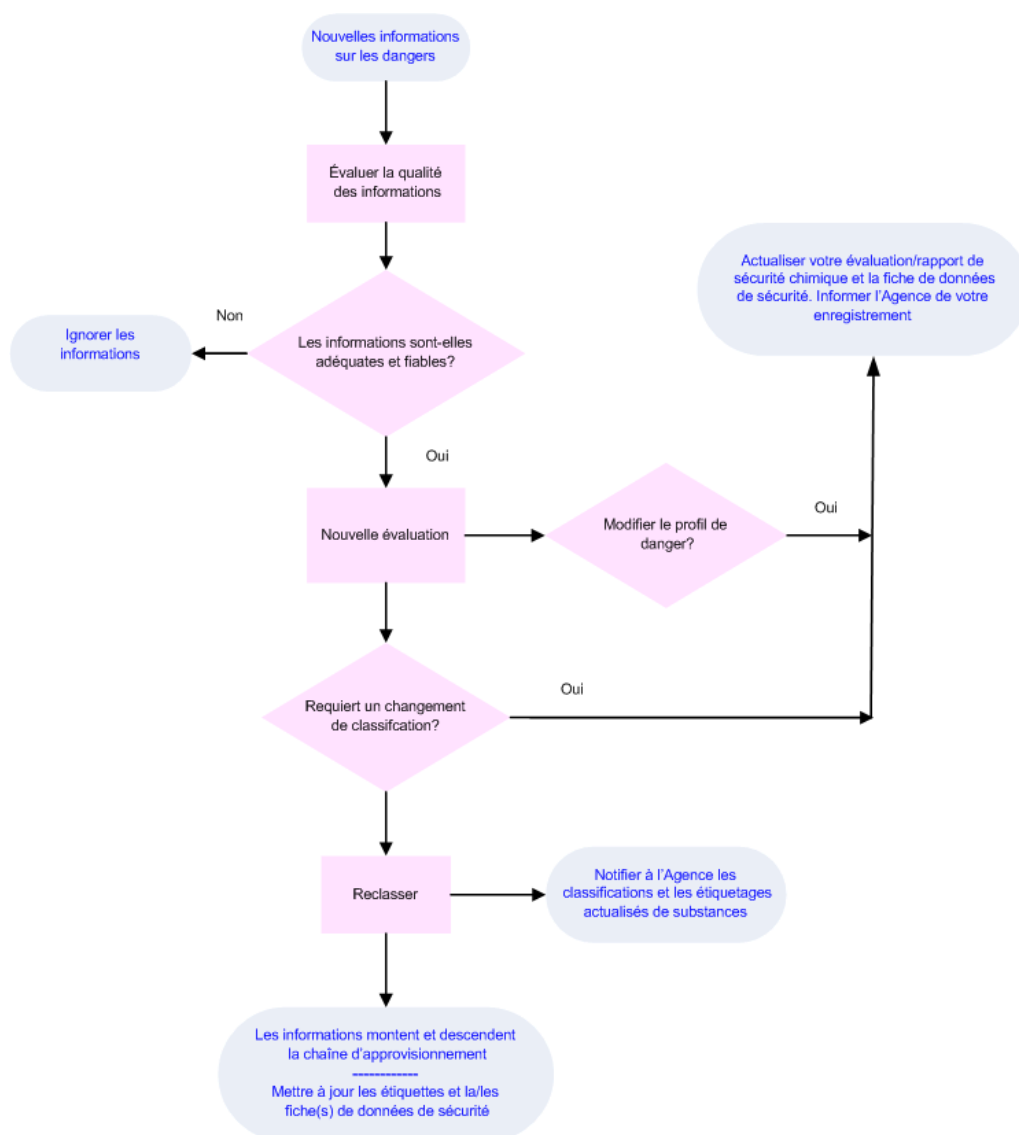 Nouvelles informations
sur les dangers
Évaluer la qualité
des informations
Actualiser votre évaluation/rapport de
sécurité chimique et la fiche de données
de sécurité. Informer l'Agence de votre
enregistrement
Non
Ignorer les
informations
Les informations sont-elles
adéquates et fiables?
Oui
Nouvelle évaluation
Modifier le profil de
danger?
Oui
Requiert un changement
de classifcation?
Oui
Reclasser
Notifier à l'Agence les
classifications et les étiquetages
actualisés de substances
Les informations montent et descendent
la chaîne d'approvisionnement
------------
Mettre à jour les étiquettes et la/les
fiche(s) de données de sécurité